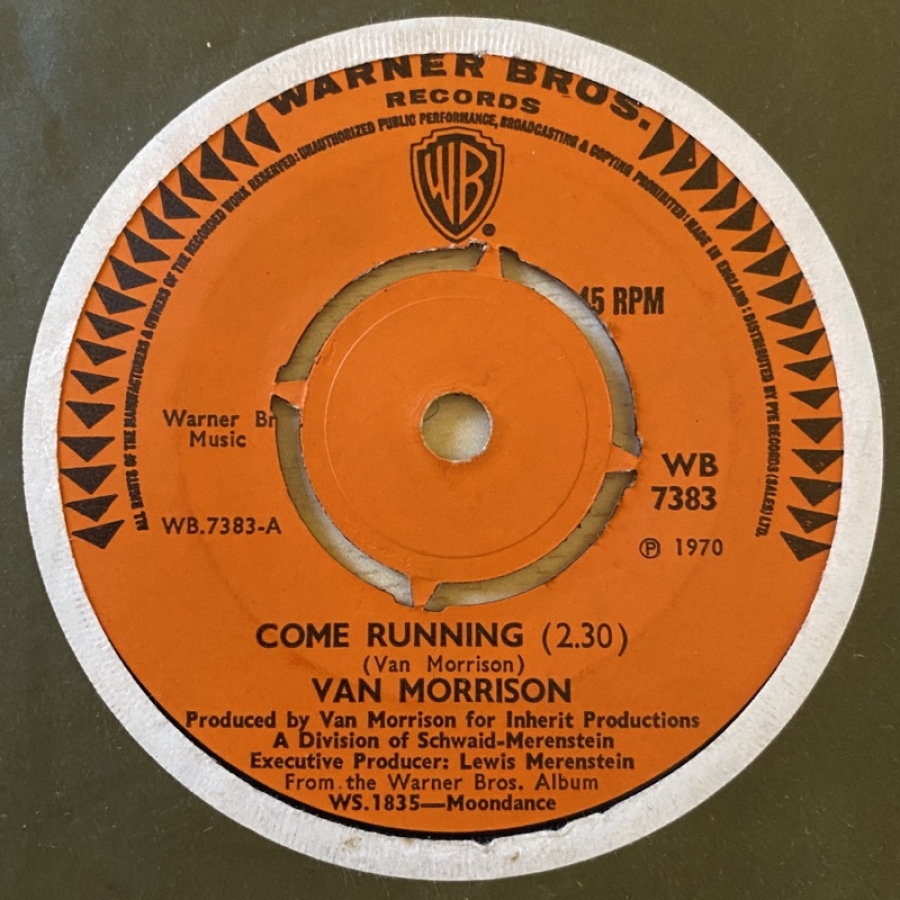 WARNER BROS.
RECORDS
ALL RIGHTS OF THE MANUFACTURERS & OWNERS OF THE RECORDED WORK RESERVED: UNAUTHORIZED PUBLIC PERFORMANCE, BROADCASTING & COPYING PROHIBITED: MADE IN ENGLAND: DISTRIBUTED BY PYE RECORDS (SALES) LTD.
WB
®
45 RPM
Warner Br
Music
WB
7383
WB.7383-A
℗ 1970
COME RUNNING (2.30)
(Van Morrison)
VAN MORRISON
Produced by Van Morrison for Inherit Productions
A Division of Schwaid-Merenstein
Executive Producer: Lewis Merenstein
From the Warner Bros. Album
WS.1835—Moondance